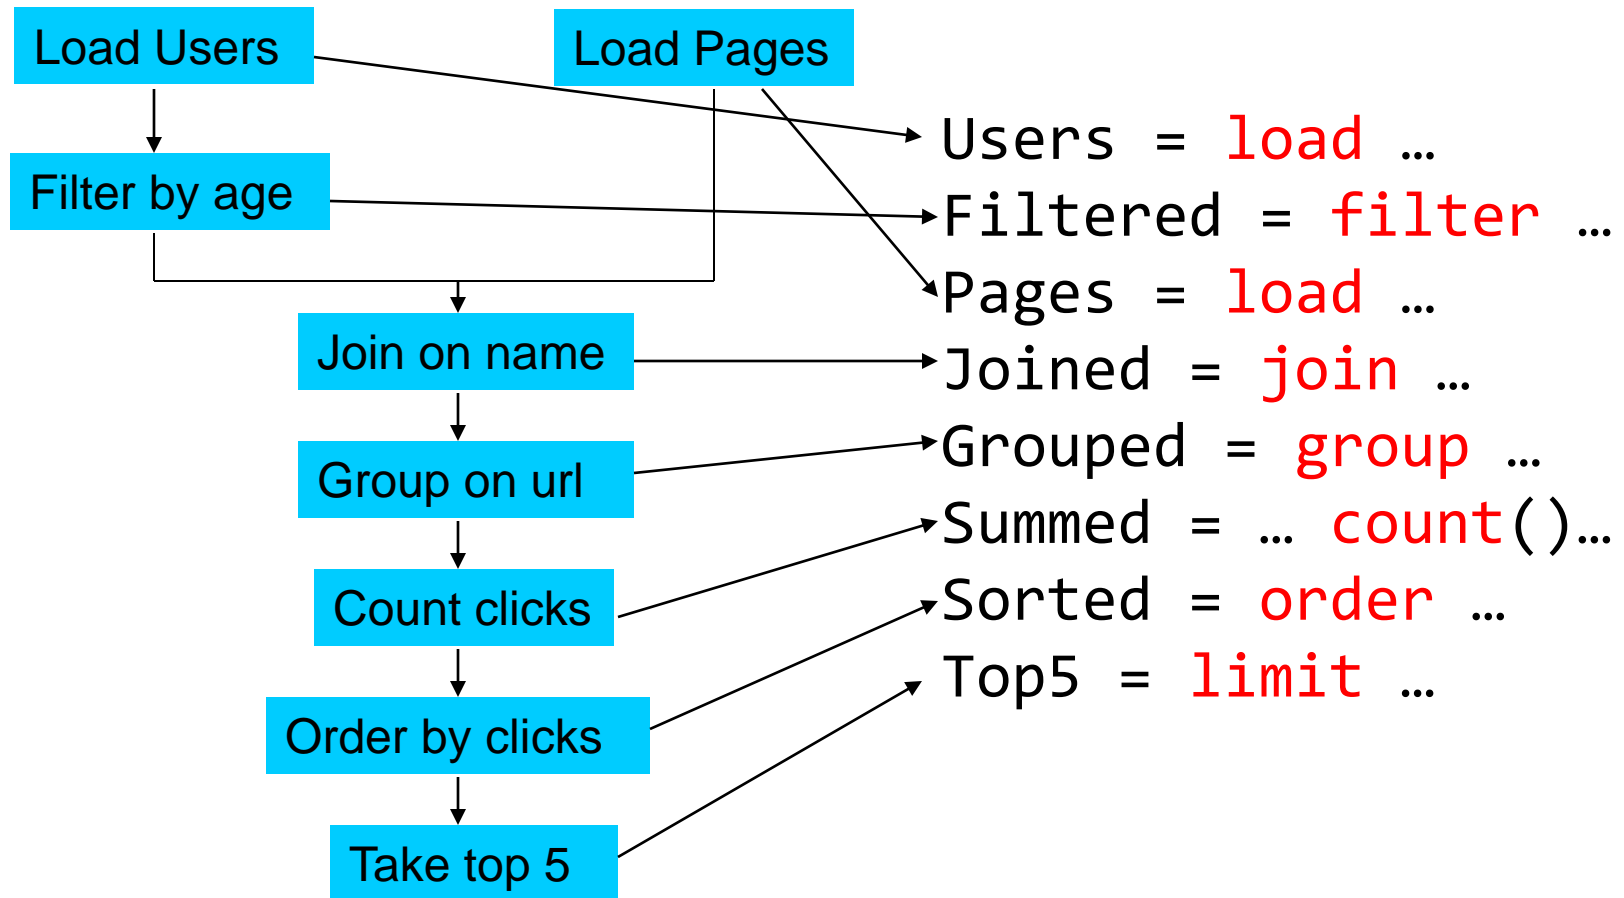 Load Users
Load Pages
Filter by age
Join on name
Group on url
Count clicks
Order by clicks
Take top 5
Users = load …
Filtered = filter …
Pages = load …
Joined = join …
Grouped = group …
Summed = … count()…
Sorted = order …
Top5 = limit …